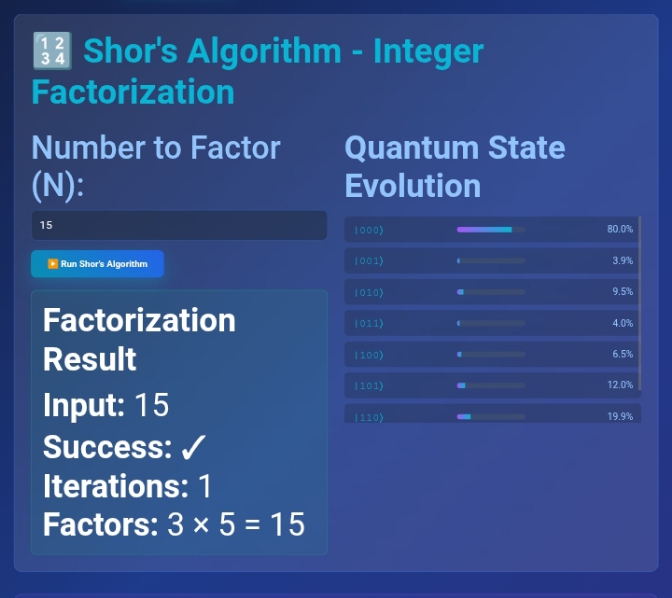 🔢 Shor's Algorithm - Integer
Factorization
Number to Factor
(N):
15
▶️ Run Shor's Algorithm
Factorization
Result
Input: 15
Success: ✓
Iterations: 1
Factors: 3 × 5 = 15
Quantum State
Evolution
|000⟩ 80.0%
|001⟩ 3.9%
|010⟩ 9.5%
|011⟩ 4.0%
|100⟩ 6.5%
|101⟩ 12.0%
|110⟩ 19.9%